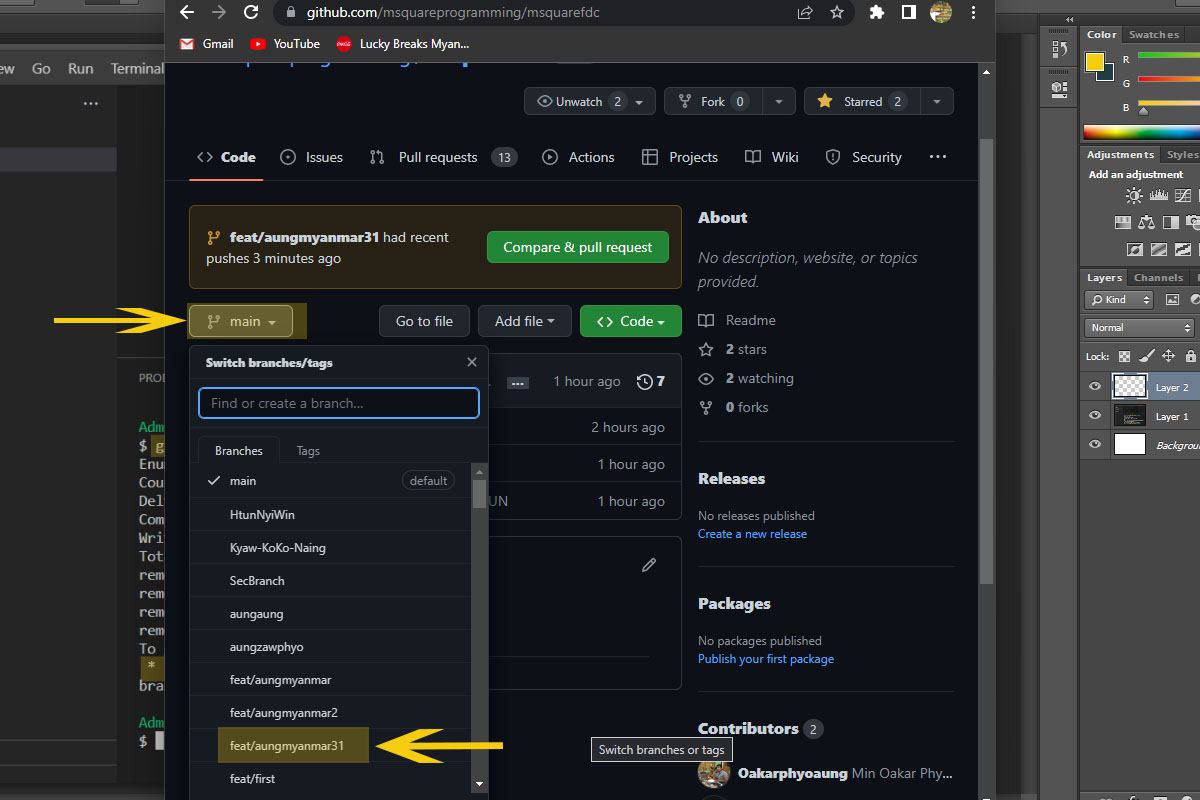 github.com/msquareprogramming/msquarefdc
Gmail
YouTube
Lucky Breaks Myan...
ew Go Run Terminal
Unwatch 2
Fork 0
Starred 2
Code
Issues
Pull requests 13
Actions
Projects
Wiki
Security
feat/aungmyanmar31 had recent
pushes 3 minutes ago
Compare & pull request
main
Go to file
Add file
Code
Switch branches/tags
Find or create a branch...
Branches
Tags
main default
HtunNyiWin
Kyaw-KoKo-Naing
SecBranch
aungaung
aungzawphyo
feat/aungmyanmar
feat/aungmyanmar2
feat/aungmyanmar31
feat/first
1 hour ago 7
2 hours ago
1 hour ago
UN 1 hour ago
About
No description, website, or topics
provided.
Readme
2 stars
2 watching
0 forks
Releases
No releases published
Create a new release
Packages
No packages published
Publish your first package
Contributors 2
Switch branches or tags
Oakarphyoaung Min Oakar Phy...
PRO
Adm
$ g
Enu
Cou
Del
Com
Wri
Tot
rem
rem
rem
rem
To
*
bra
Adm
$
Color Swatches
R
G
B
Adjustments Styles
Add an adjustment
Layers Channels
Kind
Normal
Lock:
Layer 2
Layer 1
Backgrou